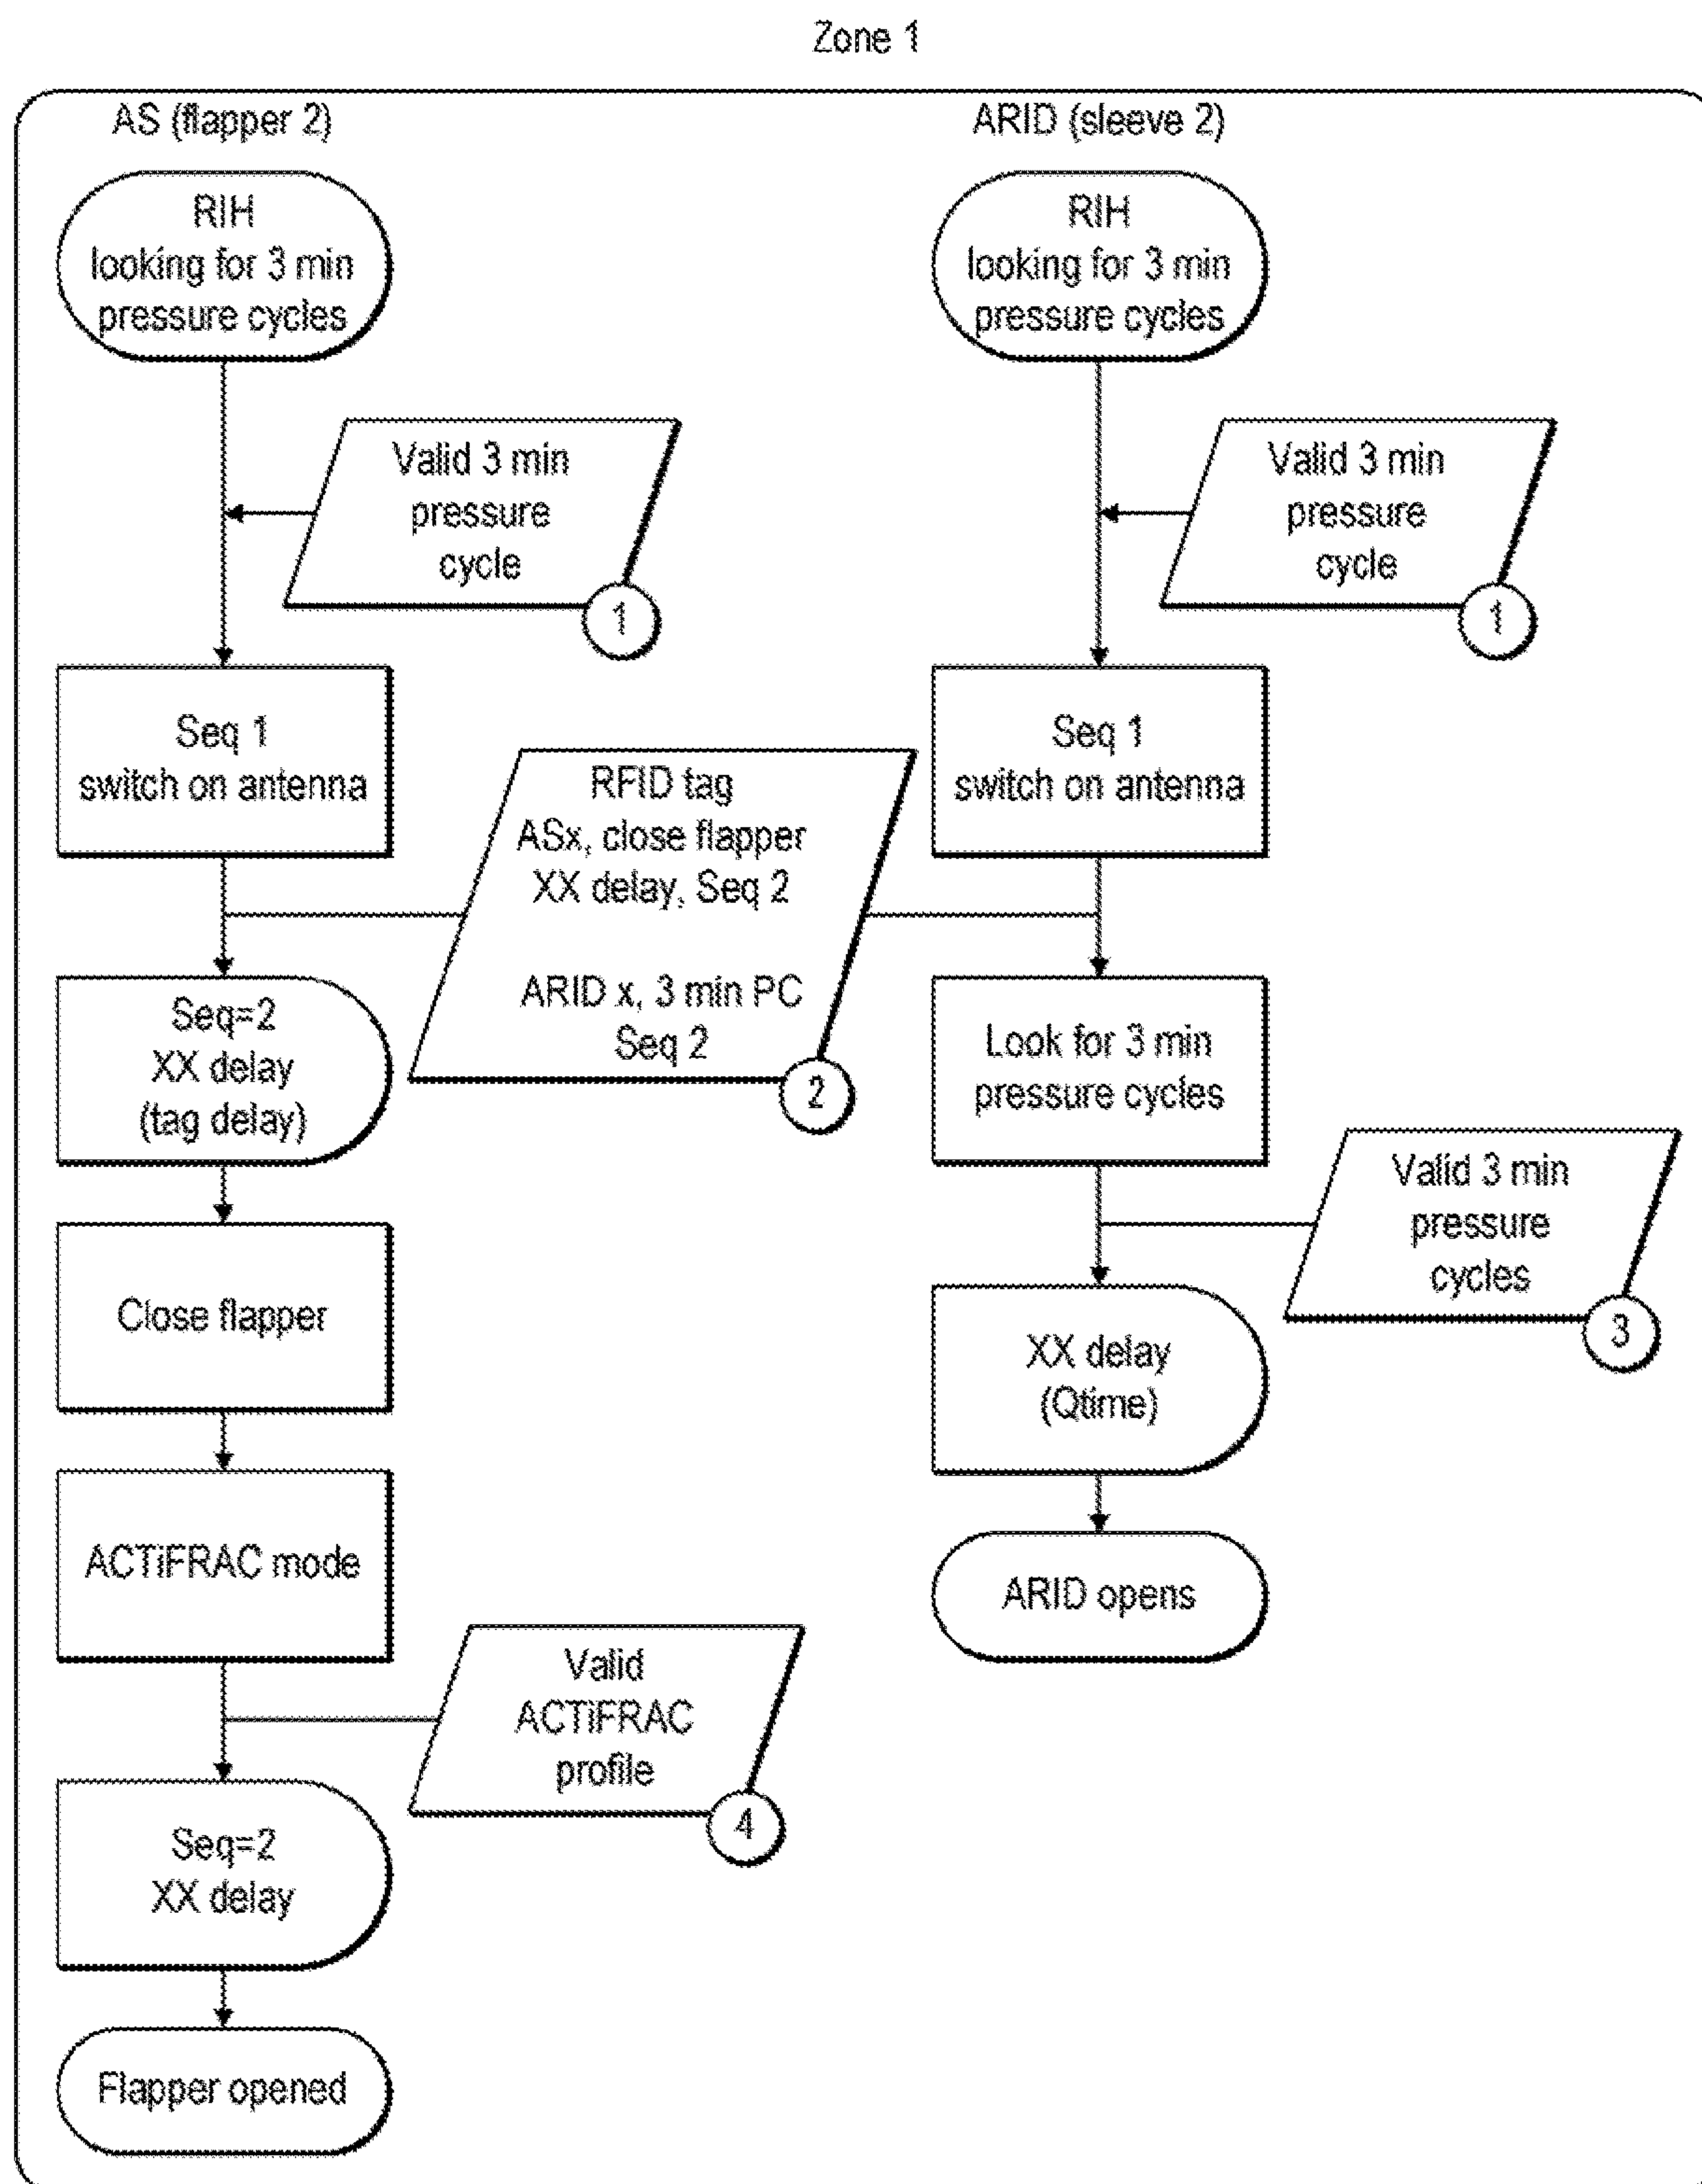 Zone 1
AS (flapper 2)
RIH
looking for 3 min
pressure cycles
Valid 3 min
pressure
cycle
1
Seq 1
switch on antenna
RFID tag
ASx, close flapper
XX delay, Seq 2
ARID x, 3 min PC
Seq 2
2
Seq=2
XX delay
(tag delay)
Close flapper
ACTiFRAC mode
Valid
ACTiFRAC
profile
4
Seq=2
XX delay
Flapper opened
ARID (sleeve 2)
RIH
looking for 3 min
pressure cycles
Valid 3 min
pressure
cycle
1
Seq 1
switch on antenna
Look for 3 min
pressure cycles
Valid 3 min
pressure
cycles
3
XX delay
(Qtime)
ARID opens